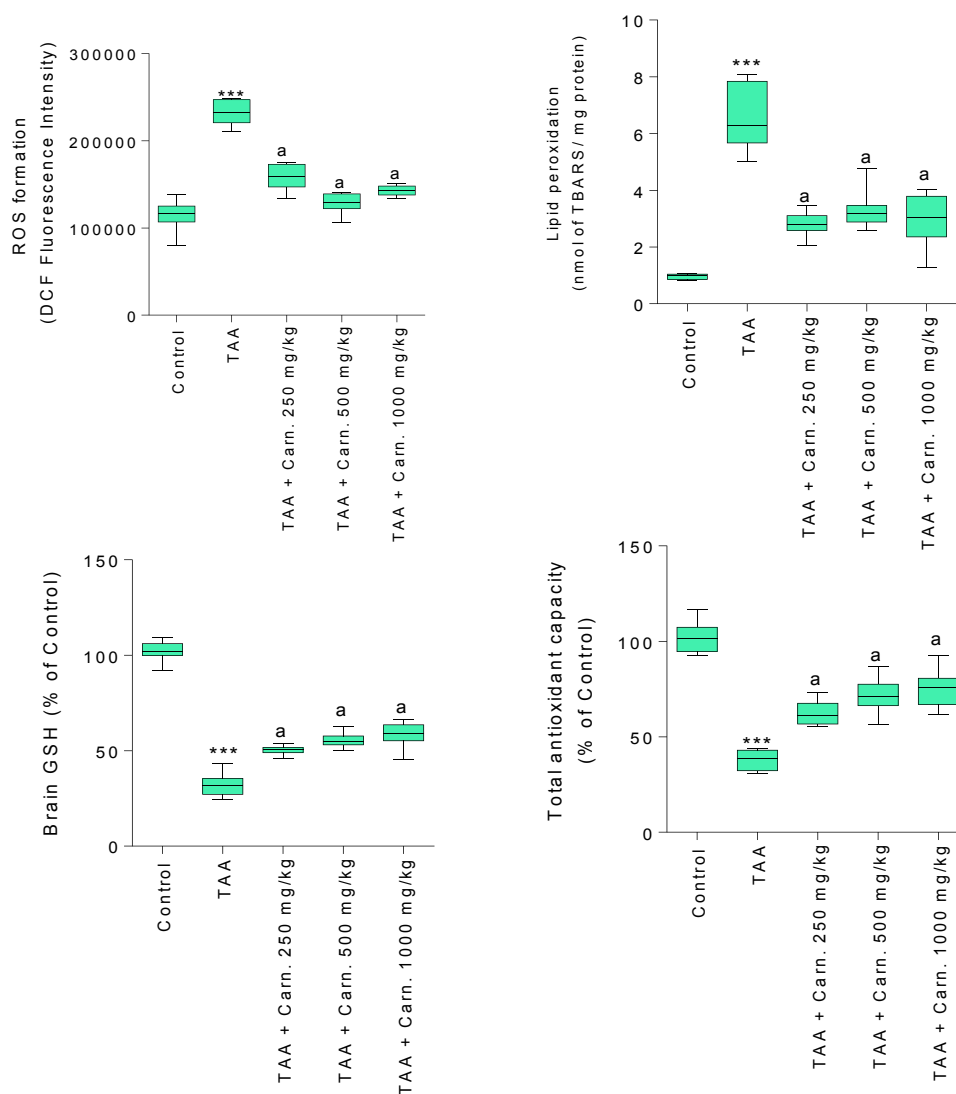 ROS formation
(DCF Fluorescence Intensity)
300000
200000
100000
0
***
a
a
a
Control
TAA
TAA + Carn. 250 mg/kg
TAA + Carn. 500 mg/kg
TAA + Carn. 1000 mg/kg
Lipid peroxidation
(nmol of TBARS/ mg protein)
10
8
6
4
2
0
***
a
a
a
Control
TAA
TAA + Carn. 250 mg/kg
TAA + Carn. 500 mg/kg
TAA + Carn. 1000 mg/kg
Brain GSH (% of Control)
150
100
50
0
***
a
a
a
Control
TAA
TAA + Carn. 250 mg/kg
TAA + Carn. 500 mg/kg
TAA + Carn. 1000 mg/kg
Total antioxidant capacity
(% of Control)
150
100
50
0
***
a
a
a
Control
TAA
TAA + Carn. 250 mg/kg
TAA + Carn. 500 mg/kg
TAA + Carn. 1000 mg/kg